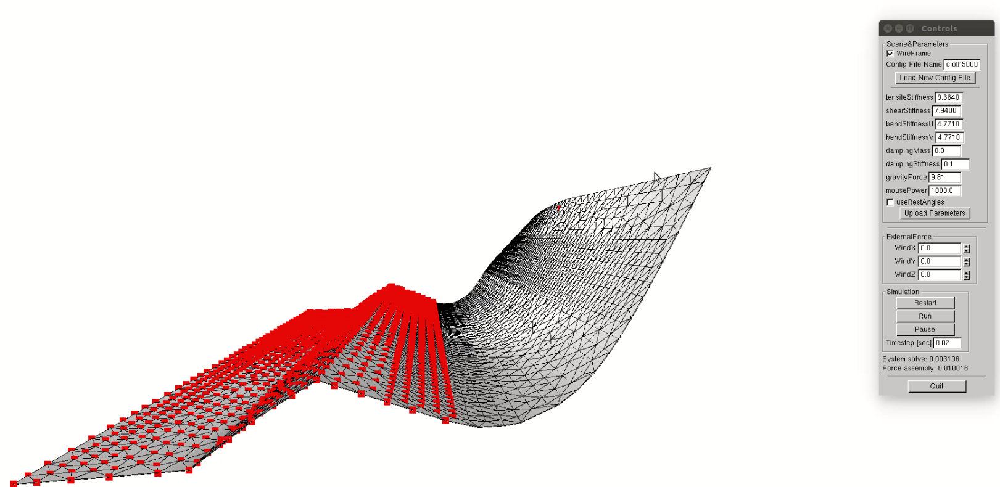 Controls
Scene&Parameters
WireFrame
Config File Name cloth5000
Load New Config File
tensileStiffness 9.6640
shearStiffness 7.9400
bendStiffnessU 4.7710
bendStiffnessV 4.7710
dampingMass 0.0
dampingStiffness 0.1
gravityForce 9.81
mousePower 1000.0
useRestAngles
Upload Parameters
ExternalForce
WindX 0.0
WindY 0.0
WindZ 0.0
Simulation
Restart
Run
Pause
Timestep [sec] 0.02
System solve: 0.003106
Force assembly: 0.010018
Quit